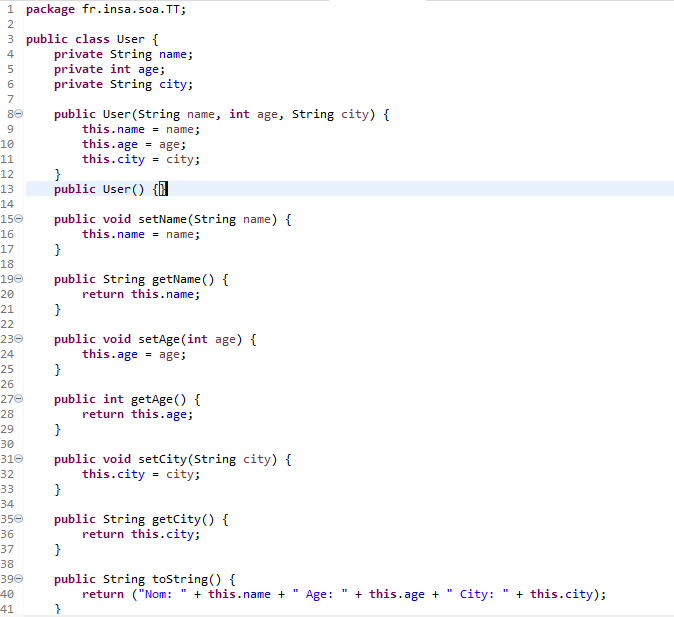 1 package fr.insa.soa.TT;
2
3 public class User {
4     private String name;
5     private int age;
6     private String city;
7
8     public User(String name, int age, String city) {
9         this.name = name;
10         this.age = age;
11         this.city = city;
12     }
13     public User() {}
14
15     public void setName(String name) {
16         this.name = name;
17     }
18
19     public String getName() {
20         return this.name;
21     }
22
23     public void setAge(int age) {
24         this.age = age;
25     }
26
27     public int getAge() {
28         return this.age;
29     }
30
31     public void setCity(String city) {
32         this.city = city;
33     }
34
35     public String getCity() {
36         return this.city;
37     }
38
39     public String toString() {
40         return ("Nom: " + this.name + " Age: " + this.age + " City: " + this.city);
41     }